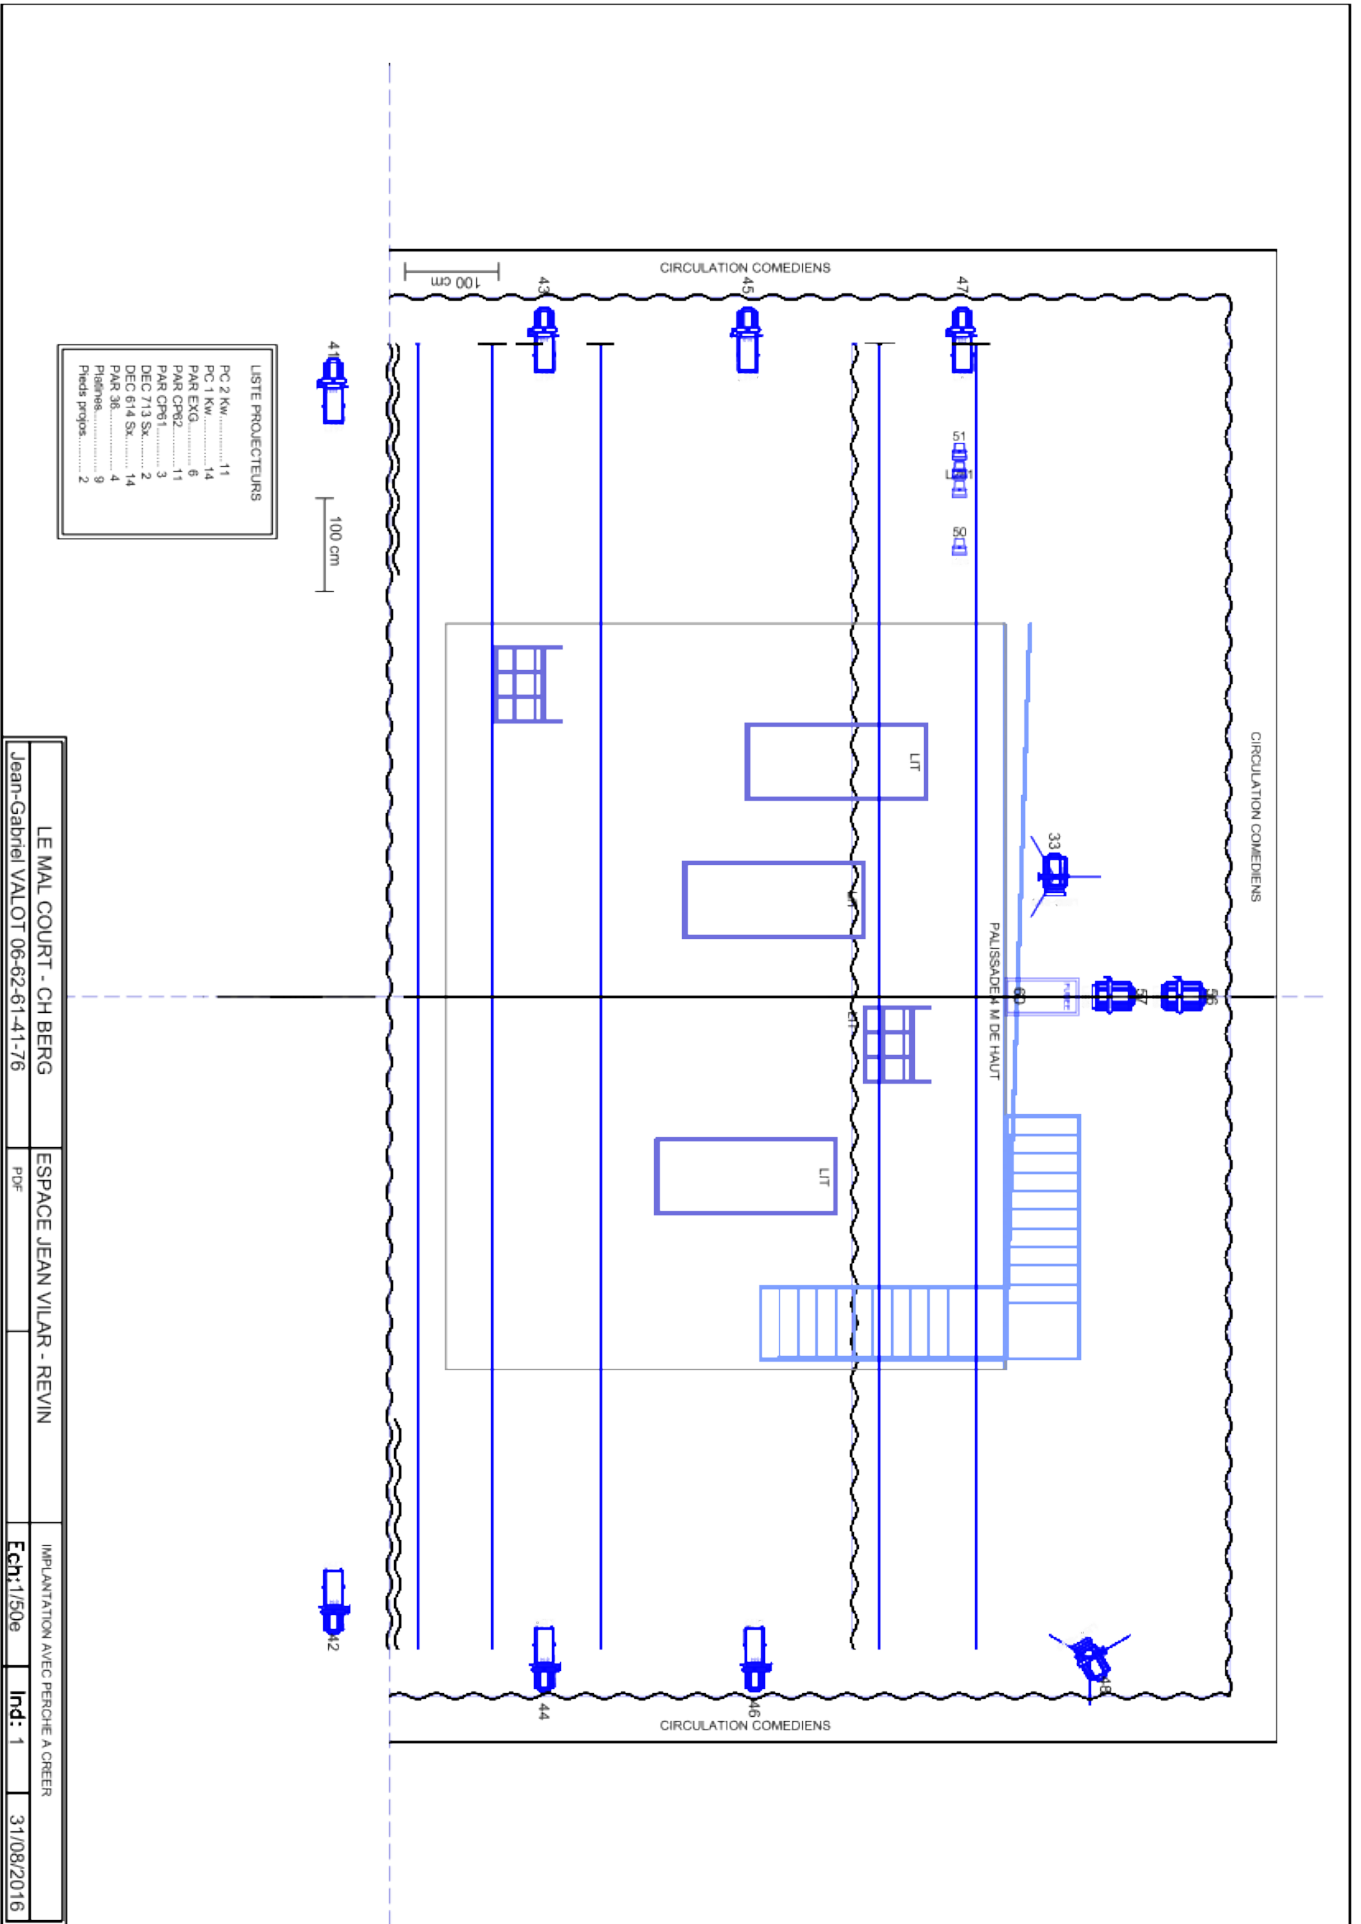 CIRCULATION COMEDIENS
CIRCULATION COMEDIENS
CIRCULATION COMEDIENS
100 cm
43
45
47
41
51
50
33
PALISSADE 4 M DE HAUT
60
FUMEE
57
56
LIT
LIT
LIT
LIT
42
44
46
48
100 cm
LISTE PROJECTEURS
PC 2 Kw............11
PC 1 Kw............14
PAR EXG...........6
PAR CP62..........11
PAR CP61..........3
DEC 713 Sx........2
DEC 614 Sx........14
PAR 36..............4
Platines..............9
Pieds projos........2
LE MAL COURT - CH BERG
ESPACE JEAN VILAR - REVIN
IMPLANTATION AVEC PERCHE A CREER
Jean-Gabriel VALOT 06-62-61-41-76
PDF
Ech:1/50e
Ind: 1
31/08/2016